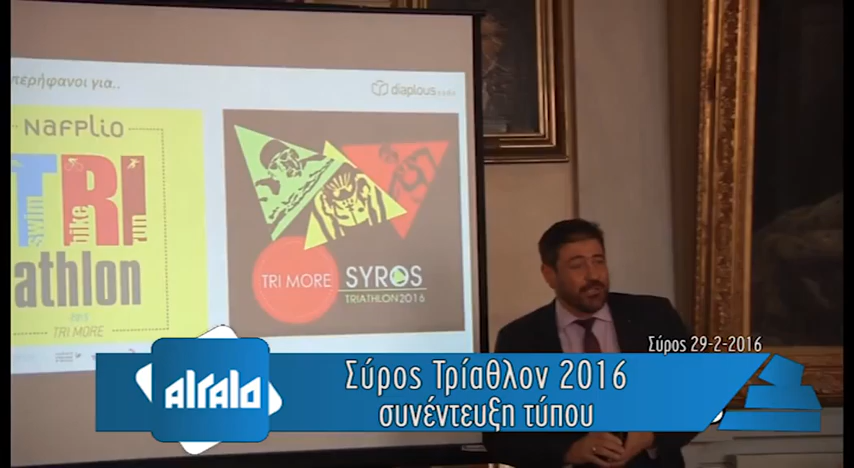 περήφανοι για..
diaplous
Nafplio
TRI
swim
bike
run
athlon
TRI MORE
TRI MORE
SYROS
TRIATHLON 2016
Σύρος 29-2-2016
αιγαίο
Σύρος Τρίαθλον 2016
συνέντευξη τύπου